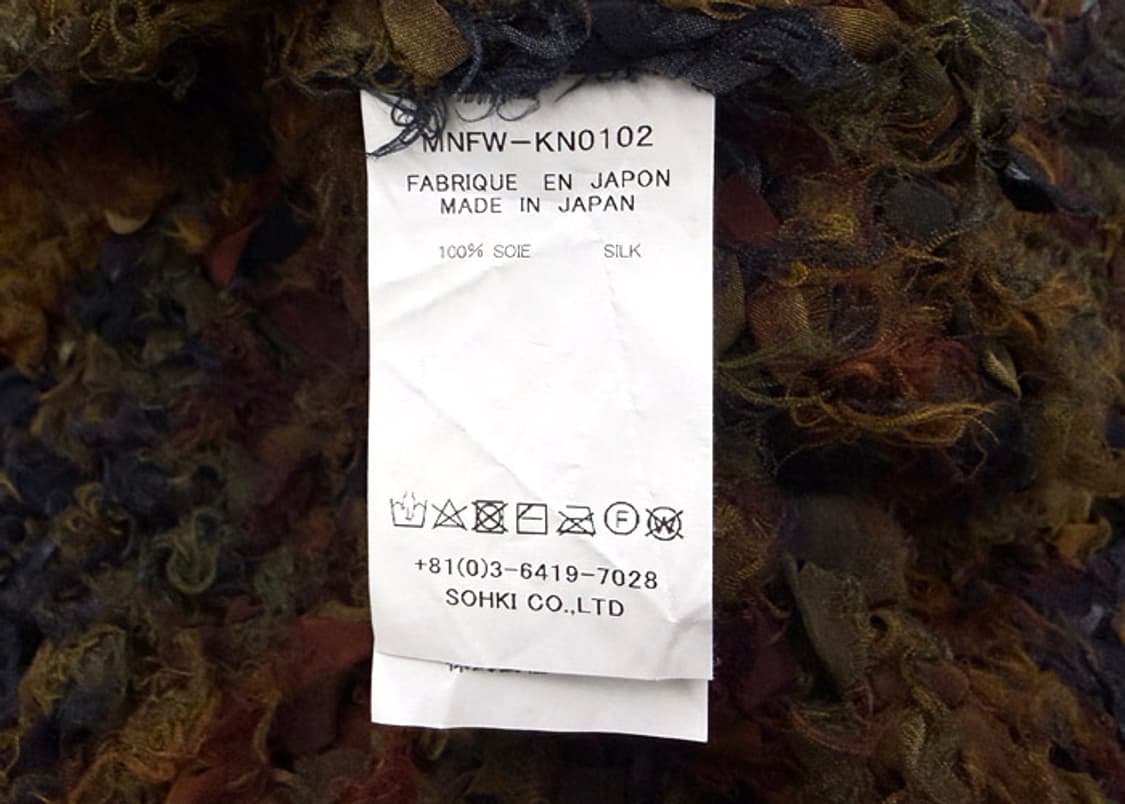 MNFW-KN0102
FABRIQUE EN JAPON
MADE IN JAPAN
100% SOIE SILK
F W
+81(0)3-6419-7028
SOHKI CO.,LTD